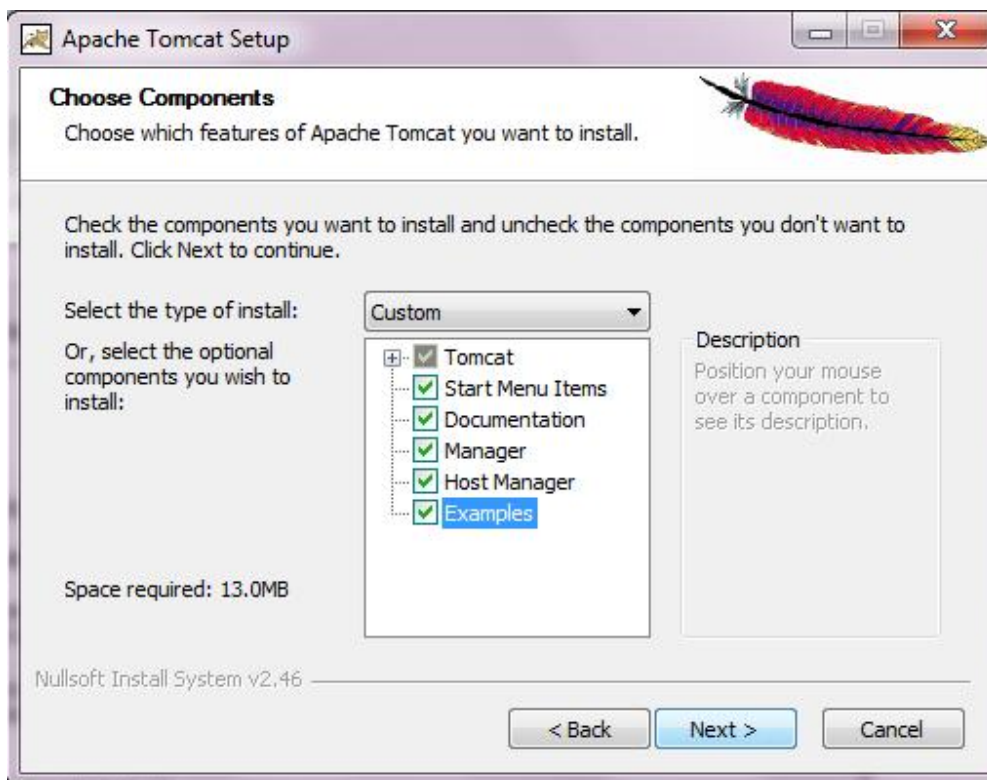 Apache Tomcat Setup
Choose Components
Choose which features of Apache Tomcat you want to install.
Check the components you want to install and uncheck the components you don't want to
install. Click Next to continue.
Select the type of install:
Custom
Or, select the optional
components you wish to
install:
Tomcat
Start Menu Items
Documentation
Manager
Host Manager
Examples
Description
Position your mouse
over a component to
see its description.
Space required: 13.0MB
Nullsoft Install System v2.46
< Back
Next >
Cancel